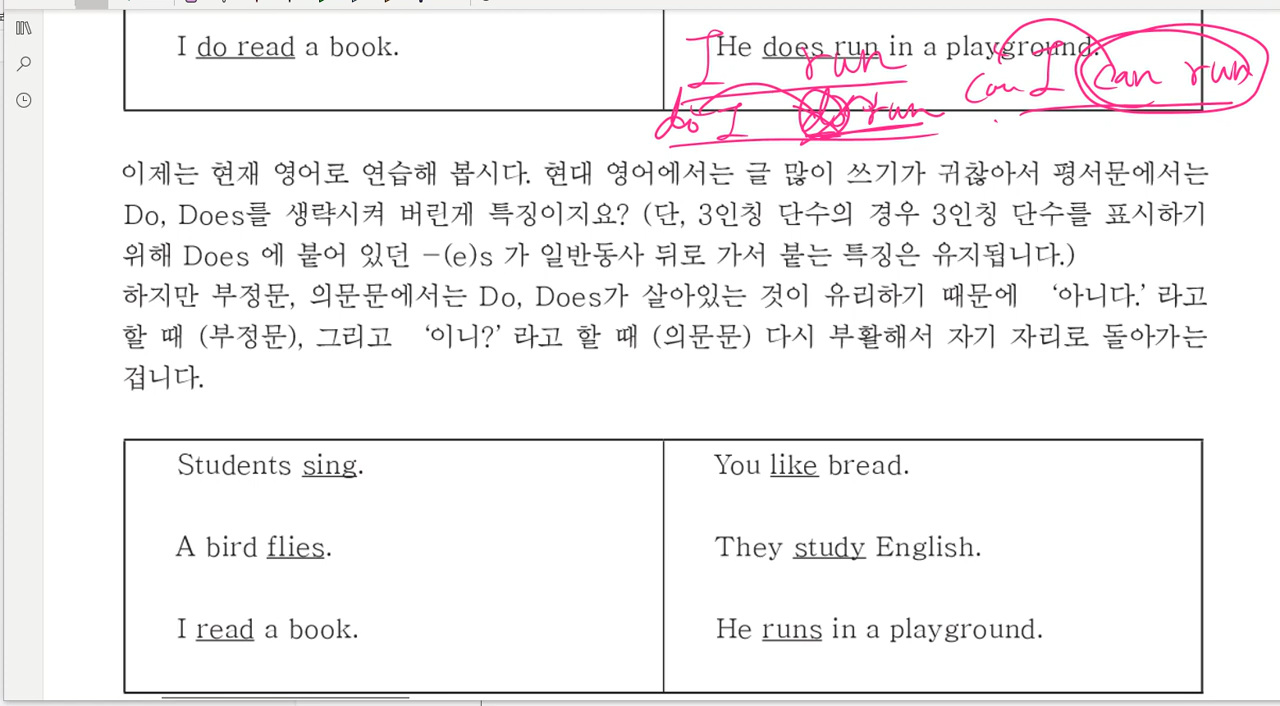 I do read a book.
He does run in a playground.
I run
can I can run
do I do run
이제는 현재 영어로 연습해 봅시다. 현대 영어에서는 글 많이 쓰기가 귀찮아서 평서문에서는
Do, Does를 생략시켜 버린게 특징이지요? (단, 3인칭 단수의 경우 3인칭 단수를 표시하기
위해 Does 에 붙어 있던 –(e)s 가 일반동사 뒤로 가서 붙는 특징은 유지됩니다.)
하지만 부정문, 의문문에서는 Do, Does가 살아있는 것이 유리하기 때문에 ‘아니다.’ 라고
할 때 (부정문), 그리고 ‘이니?’ 라고 할 때 (의문문) 다시 부활해서 자기 자리로 돌아가는
겁니다.
Students sing.
You like bread.
A bird flies.
They study English.
I read a book.
He runs in a playground.